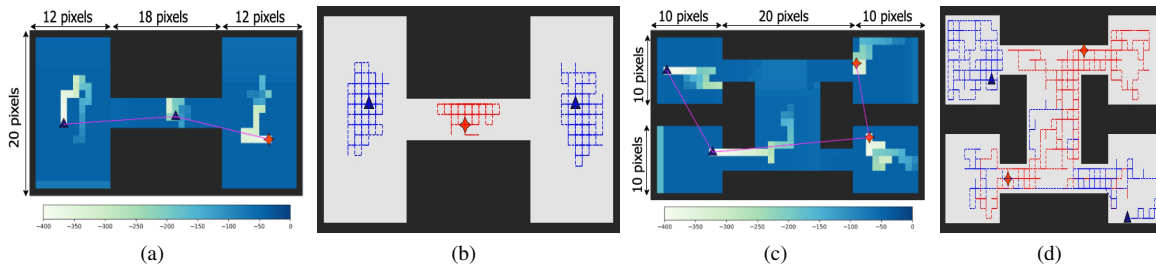 12 pixels 18 pixels 12 pixels
20 pixels
−400 −350 −300 −250 −200 −150 −100 −50 0
(a)
(b)
10 pixels 20 pixels 10 pixels
10 pixels
10 pixels
−400 −350 −300 −250 −200 −150 −100 −50 0
(c)
(d)